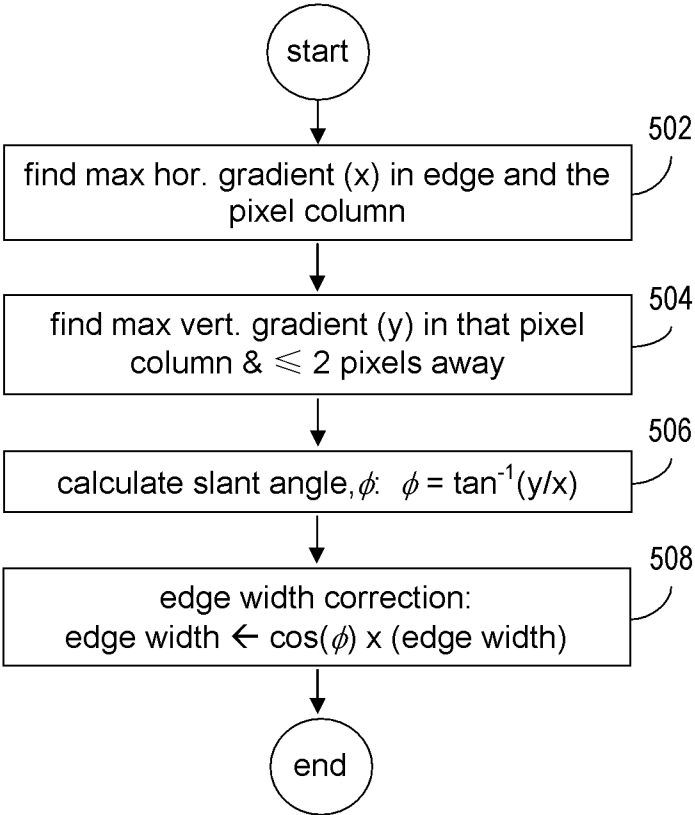 start
502
find max hor. gradient (x) in edge and the
pixel column
504
find max vert. gradient (y) in that pixel
column & ⩽ 2 pixels away
506
calculate slant angle,ϕ: ϕ = tan⁻¹(y/x)
508
edge width correction:
edge width ← cos(ϕ) x (edge width)
end